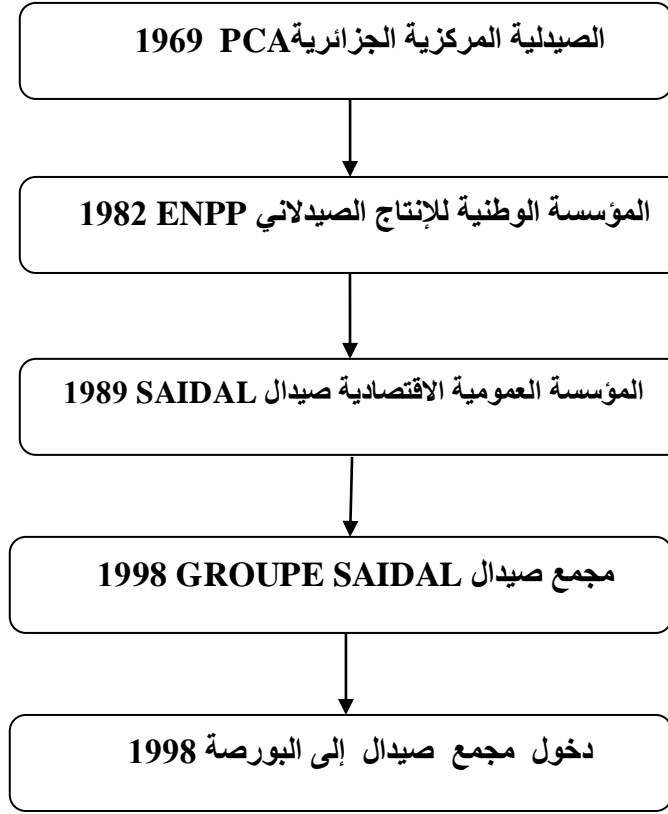 الصيدلية المركزية الجزائريةPCA 1969
المؤسسة الوطنية للإنتاج الصيدلاني ENPP 1982
المؤسسة العمومية الاقتصادية صيدال SAIDAL 1989
مجمع صيدال GROUPE SAIDAL 1998
دخول مجمع صيدال إلى البورصة 1998